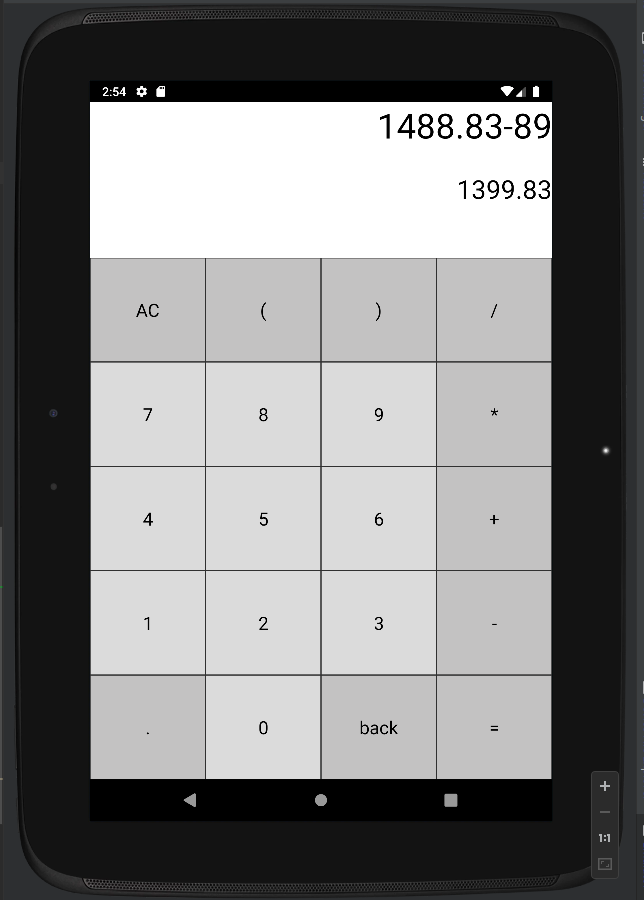 2:54
1488.83-89
1399.83
AC ( ) /
7 8 9 *
4 5 6 +
1 2 3 -
. 0 back =
+
-
1:1